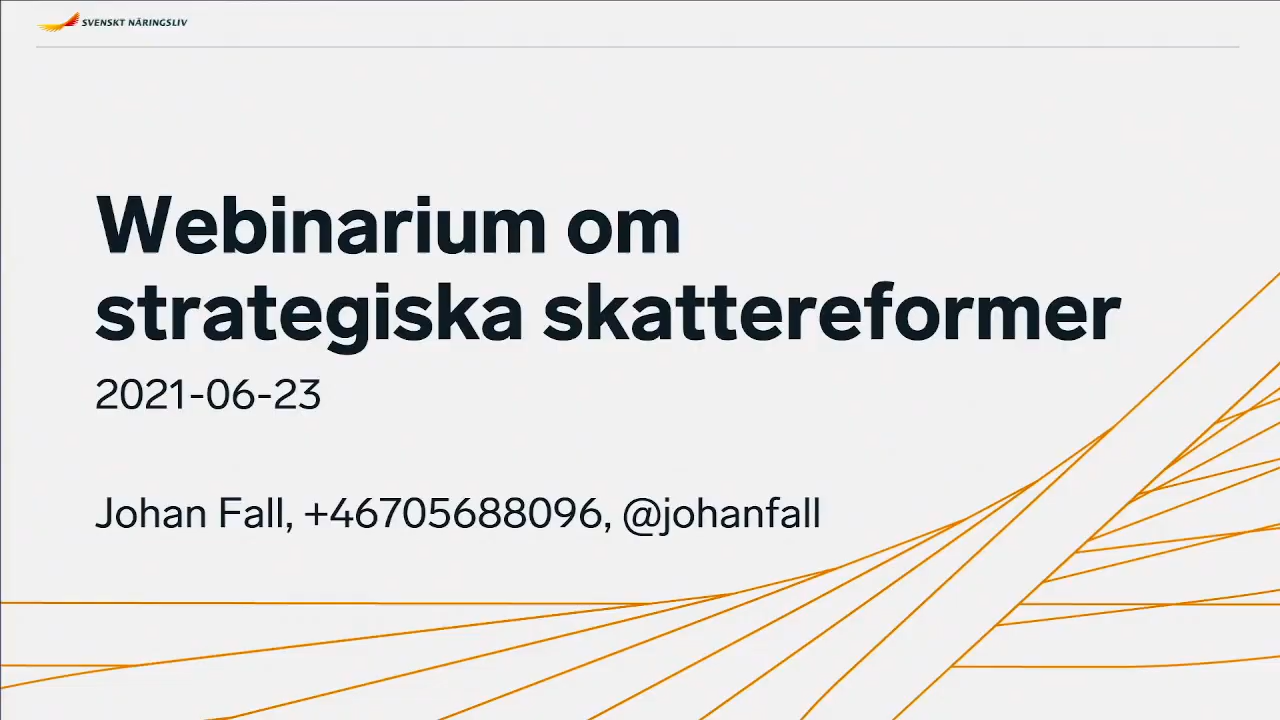 SVENSKT NÄRINGSLIV
Webinarium om
strategiska skattereformer
2021-06-23
Johan Fall, +46705688096, @johanfall